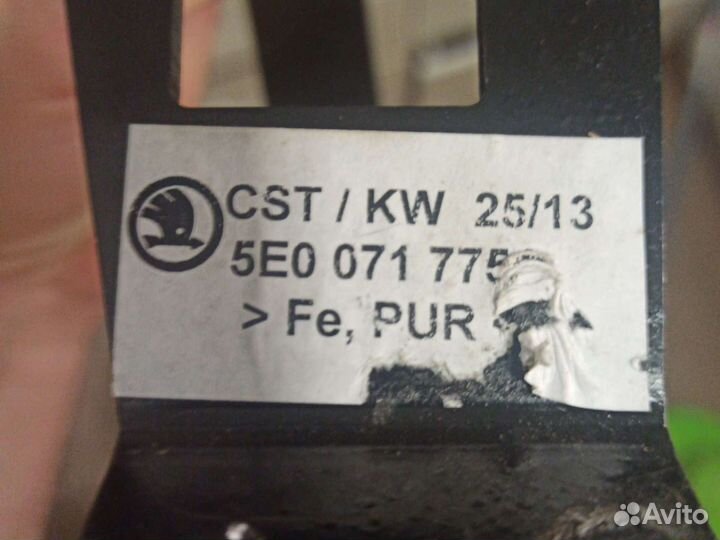 CST / KW 25/13
5E0 071 775
> Fe, PUR
Avito